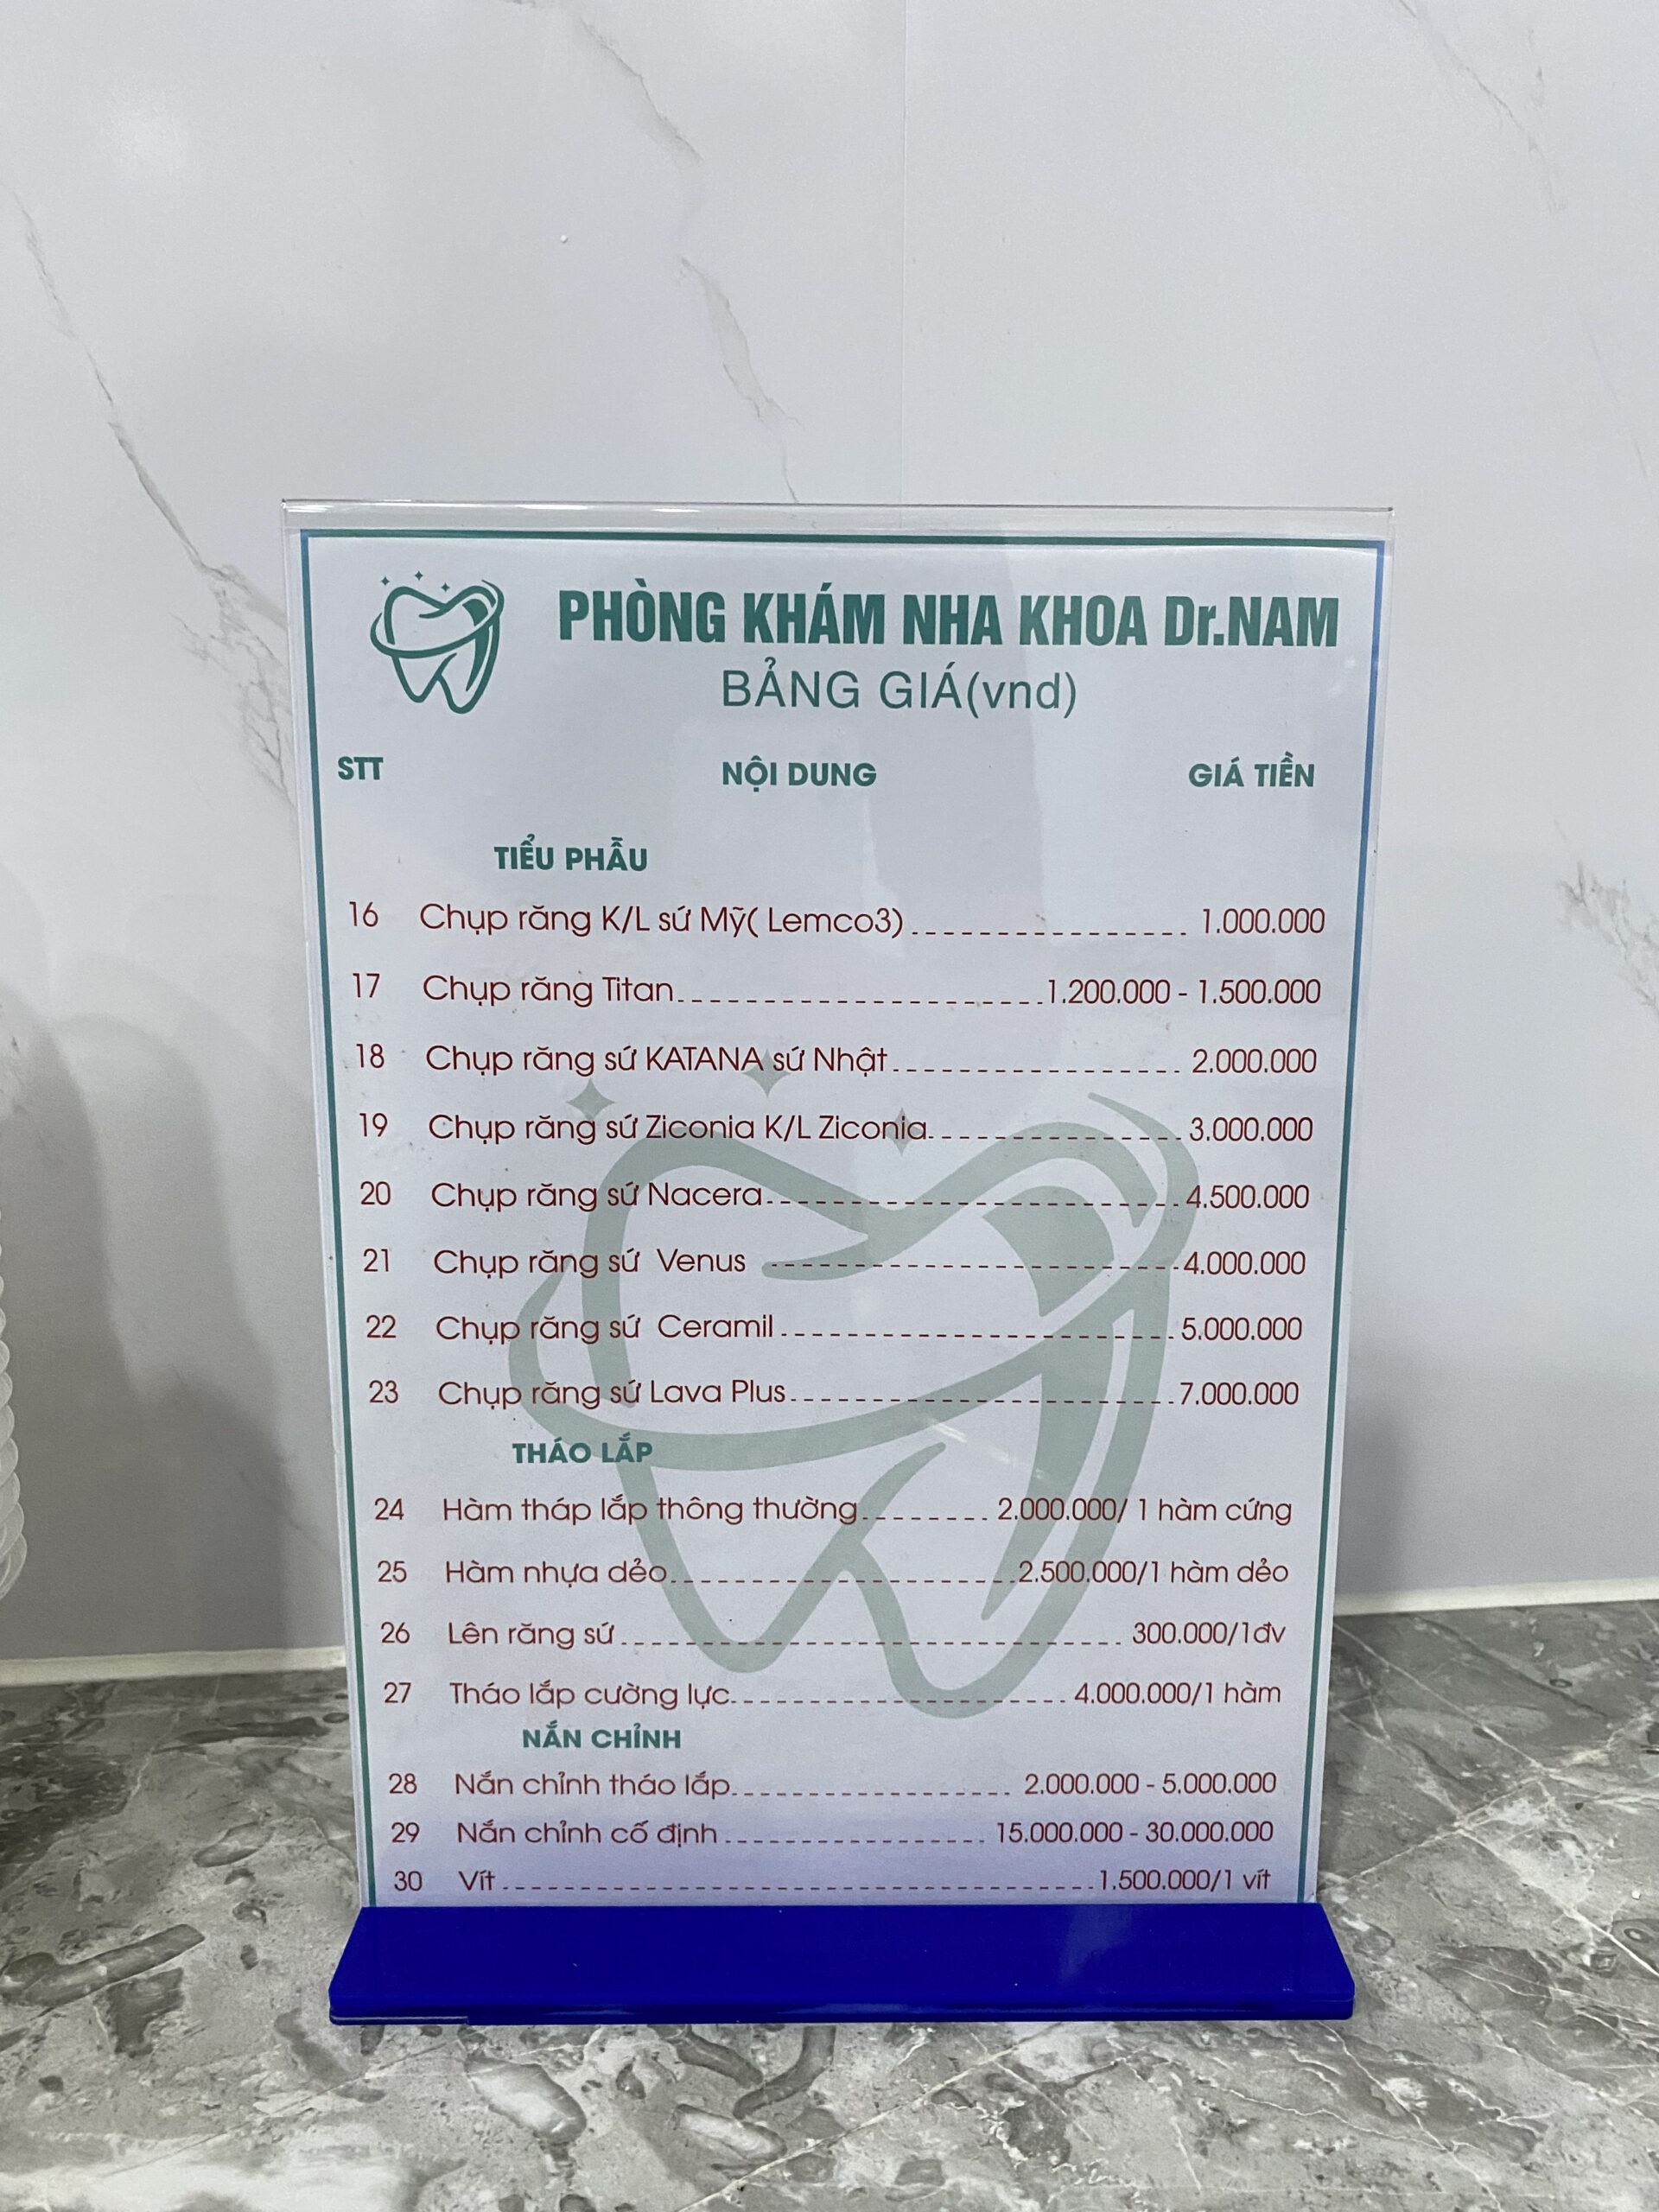 PHÒNG KHÁM NHA KHOA Dr.NAM
BẢNG GIÁ(vnd)
STT NỘI DUNG GIÁ TIỀN
TIỂU PHẪU
16 Chụp răng K/L sứ Mỹ( Lemco3) 1.000.000
17 Chụp răng Titan 1.200.000 - 1.500.000
18 Chụp răng sứ KATANA sứ Nhật 2.000.000
19 Chụp răng sứ Ziconia K/L Ziconia 3.000.000
20 Chụp răng sứ Nacera 4.500.000
21 Chụp răng sứ Venus 4.000.000
22 Chụp răng sứ Ceramil 5.000.000
23 Chụp răng sứ Lava Plus 7.000.000
THÁO LẮP
24 Hàm tháp lắp thông thường 2.000.000/ 1 hàm cứng
25 Hàm nhựa dẻo 2.500.000/1 hàm dẻo
26 Lên răng sứ 300.000/1đv
27 Tháo lắp cường lực 4.000.000/1 hàm
NẮN CHỈNH
28 Nắn chỉnh tháo lắp 2.000.000 - 5.000.000
29 Nắn chỉnh cố định 15.000.000 - 30.000.000
30 Vít 1.500.000/1 vít